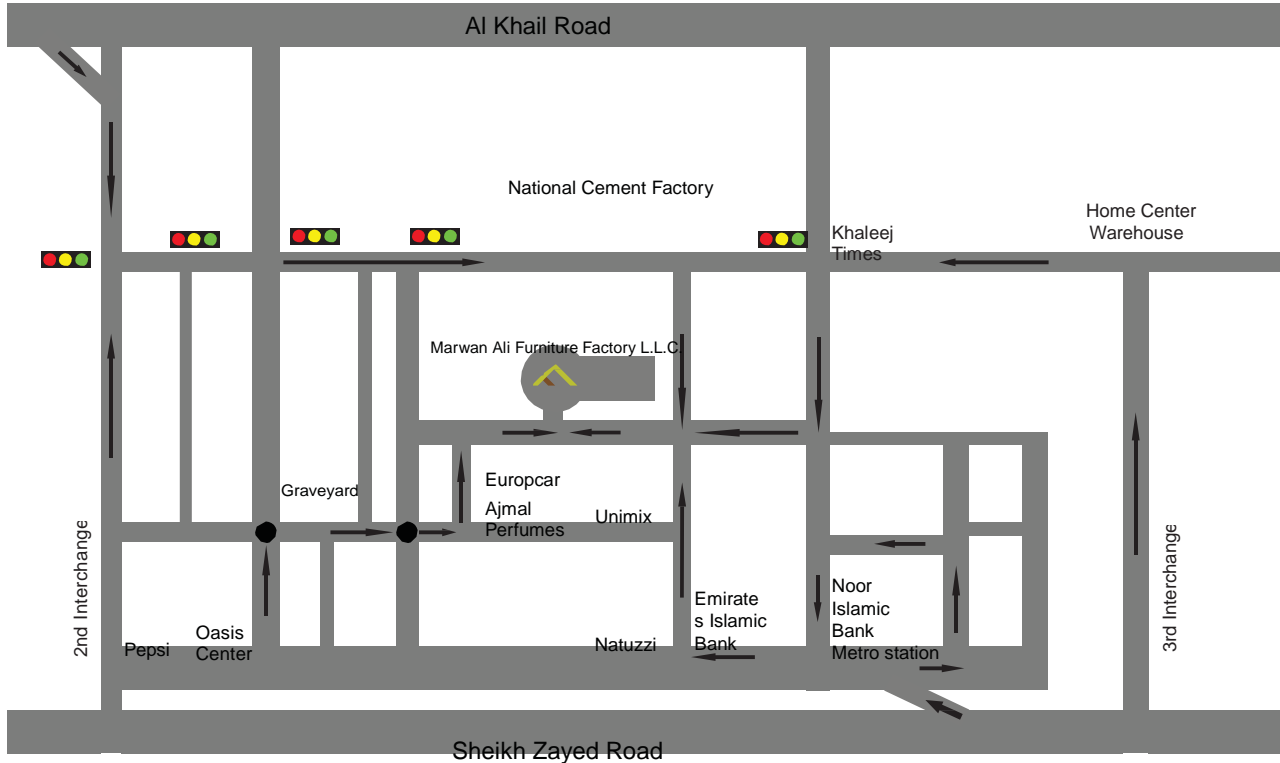 Al Khail Road
National Cement Factory
Home Center
Warehouse
Khaleej
Times
Marwan Ali Furniture Factory L.L.C.
Graveyard
Europcar
Ajmal
Perfumes
Unimix
2nd Interchange
3rd Interchange
Pepsi
Oasis
Center
Natuzzi
Emirate
s Islamic
Bank
Noor
Islamic
Bank
Metro station
Sheikh Zayed Road